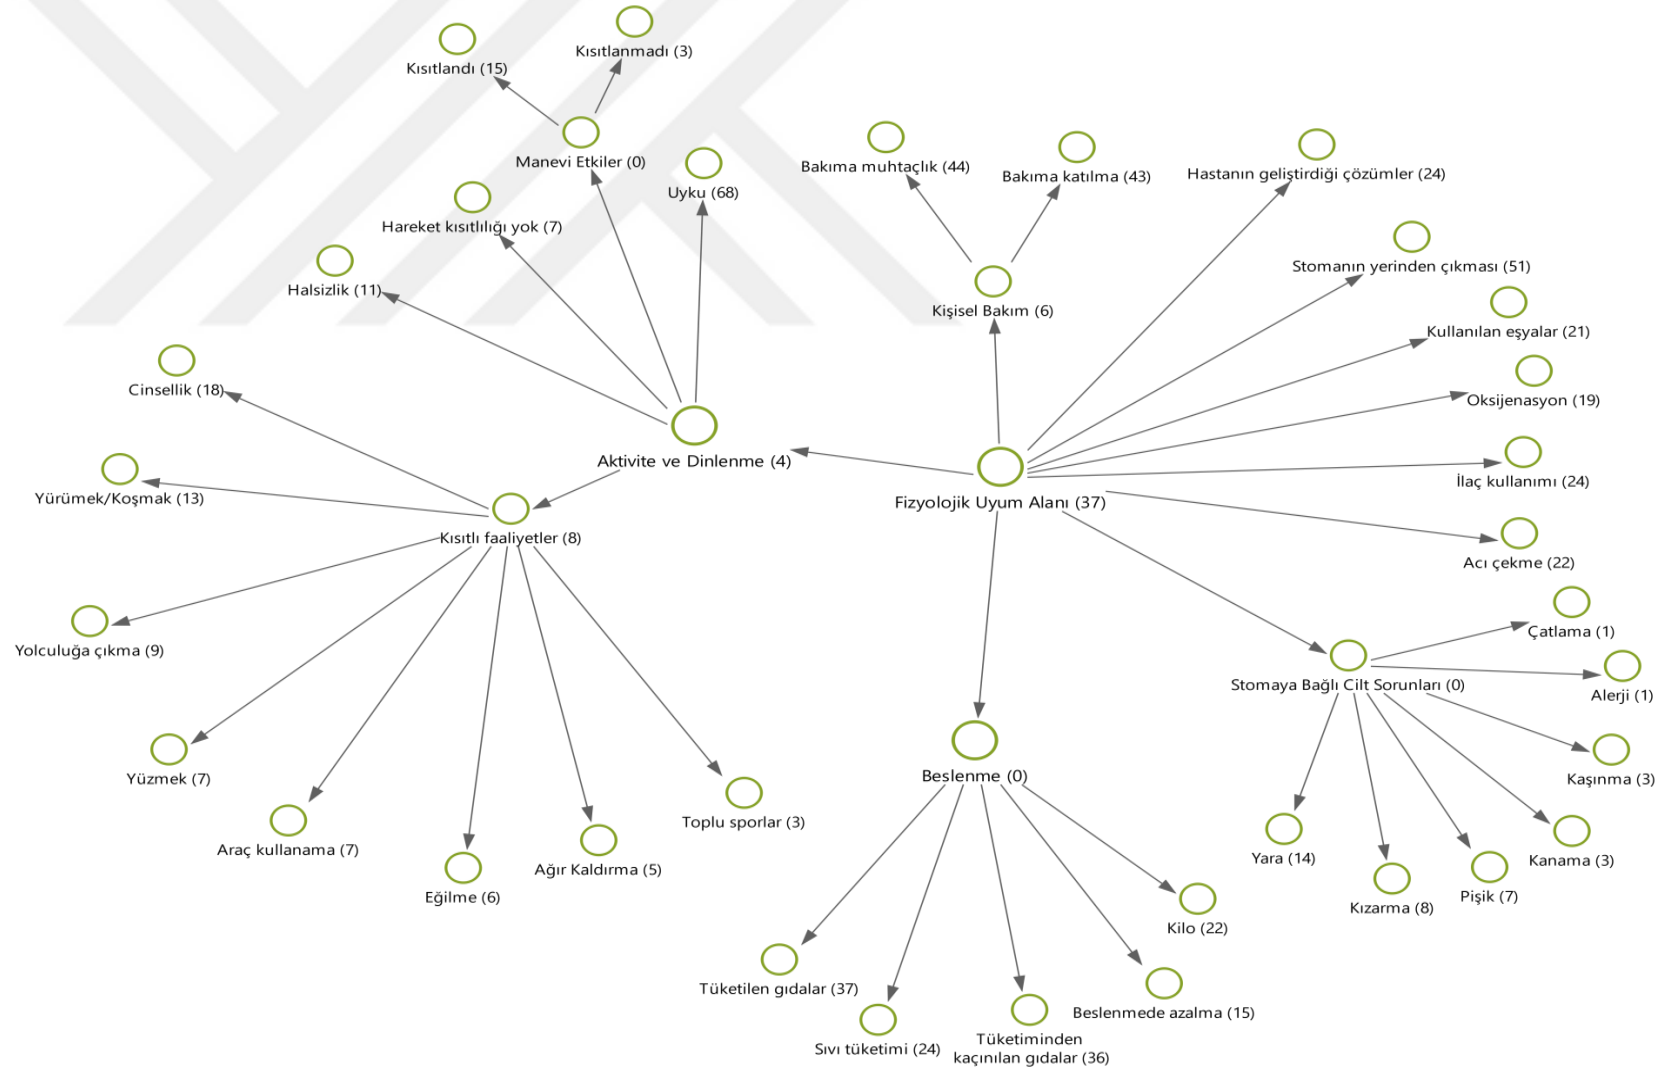 Kısıtlanmadı (3)
Kısıtlandı (15)
Manevi Etkiler (0)
Uyku (68)
Hareket kısıtlılığı yok (7)
Halsizlik (11)
Bakıma muhtaçlık (44)
Bakıma katılma (43)
Hastanın geliştirdiği çözümler (24)
Stomanın yerinden çıkması (51)
Kişisel Bakım (6)
Kullanılan eşyalar (21)
Cinsellik (18)
Oksijenasyon (19)
Aktivite ve Dinlenme (4)
İlaç kullanımı (24)
Yürümek/Koşmak (13)
Fizyolojik Uyum Alanı (37)
Kısıtlı faaliyetler (8)
Acı çekme (22)
Çatlama (1)
Yolculuğa çıkma (9)
Stomaya Bağlı Cilt Sorunları (0)
Alerji (1)
Yüzmek (7)
Beslenme (0)
Kaşınma (3)
Toplu sporlar (3)
Araç kullanama (7)
Ağır Kaldırma (5)
Yara (14)
Kanama (3)
Eğilme (6)
Kızarma (8)
Pişik (7)
Kilo (22)
Tüketilen gıdalar (37)
Beslenmede azalma (15)
Sıvı tüketimi (24)
Tüketiminden
kaçınılan gıdalar (36)